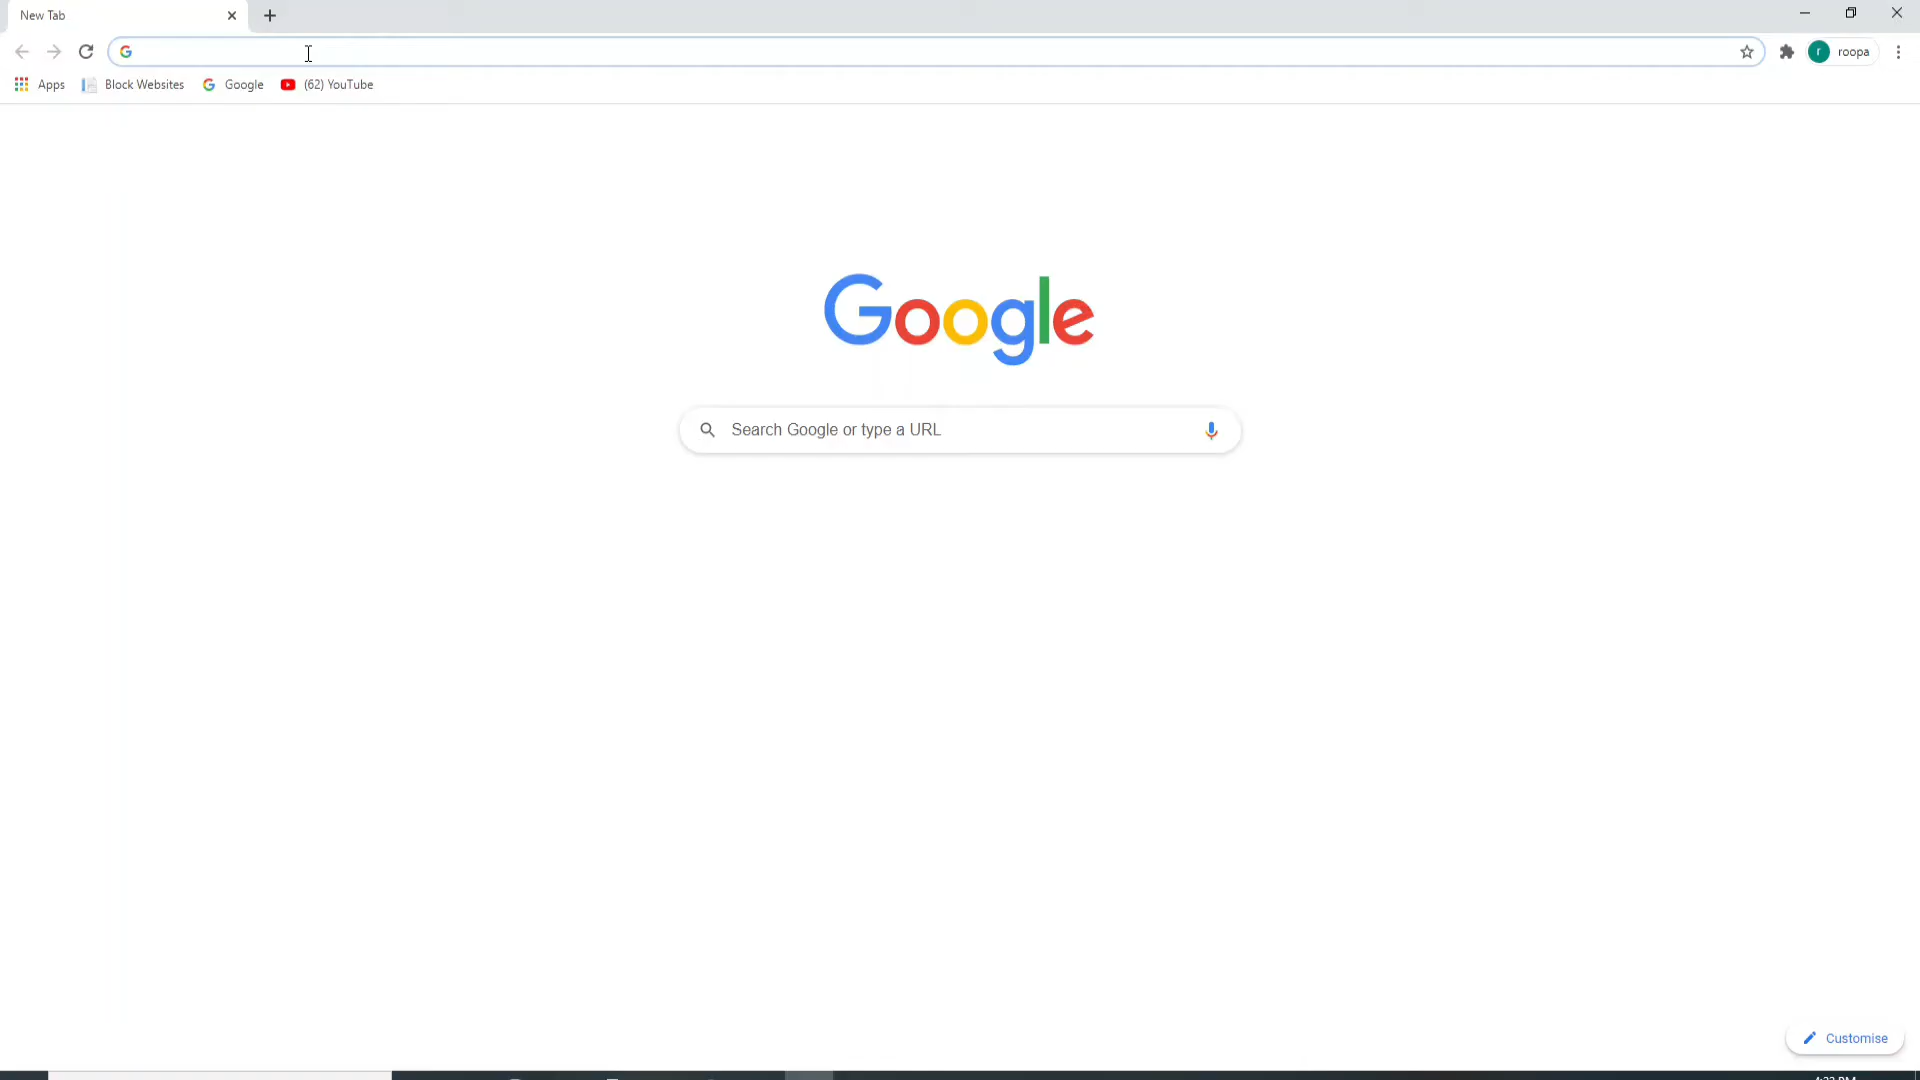 New Tab
r roopa
Apps Block Websites Google (62) YouTube
Google
Search Google or type a URL
Customise